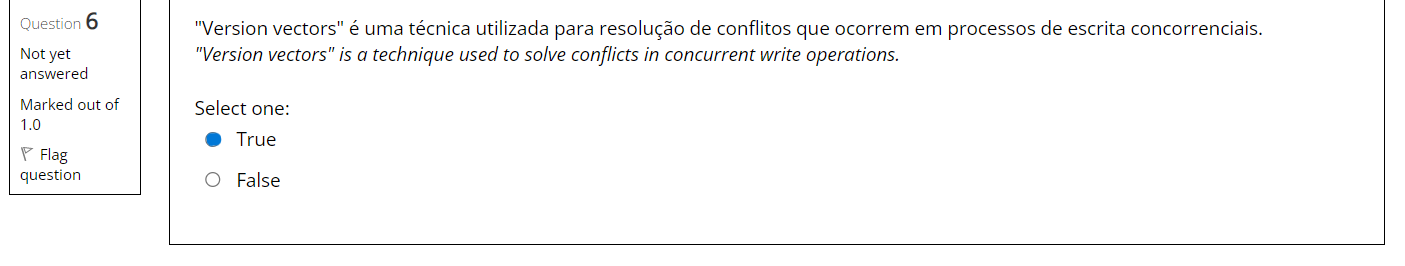 Question 6
Not yet
answered
Marked out of
1.0
Flag
question
"Version vectors" é uma técnica utilizada para resolução de conflitos que ocorrem em processos de escrita concorrenciais.
"Version vectors" is a technique used to solve conflicts in concurrent write operations.
Select one:
True
False